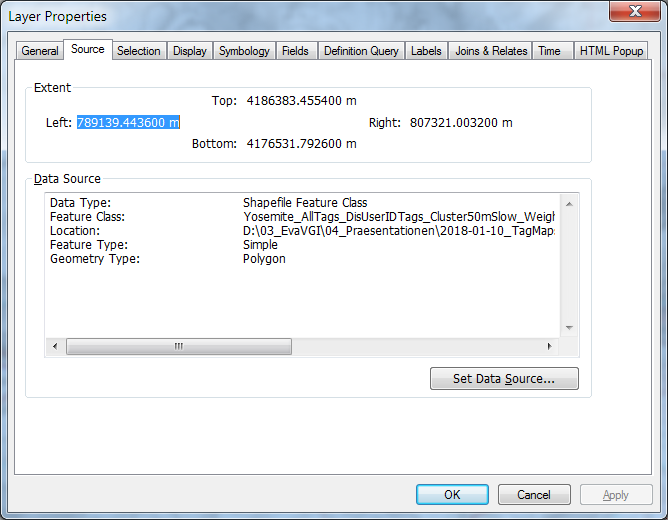 Layer Properties
General Source Selection Display Symbology Fields Definition Query Labels Joins & Relates Time HTML Popup
Extent
Top: 4186383.455400 m
Left: 789139.443600 m Right: 807321.003200 m
Bottom: 4176531.792600 m
Data Source
Data Type: Shapefile Feature Class
Feature Class: Yosemite_AllTags_DisUserIDTags_Cluster50mSlow_Weigh
Location: D:\03_EvaVGI\04_Praesentationen\2018-01-10_TagMaps
Feature Type: Simple
Geometry Type: Polygon
Set Data Source...
OK Cancel Apply